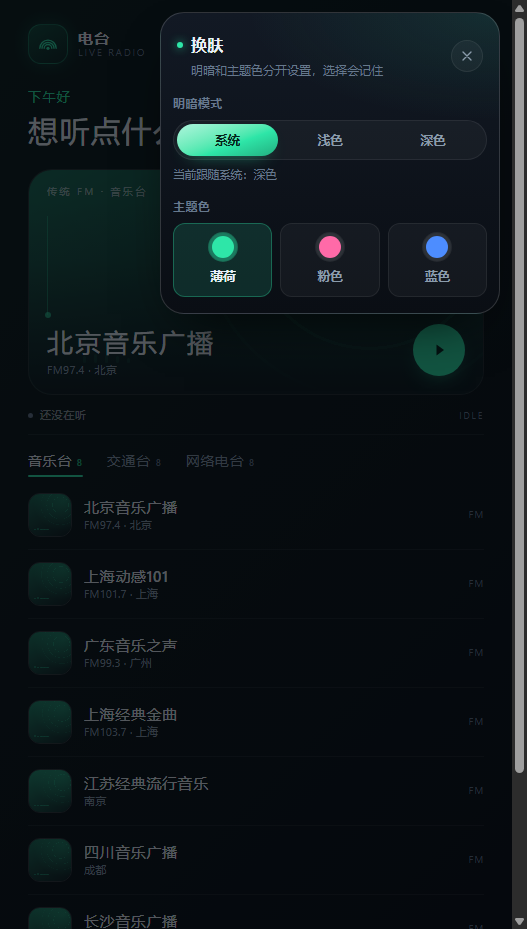 电台
LIVE RADIO
换肤
明暗和主题色分开设置，选择会记住
明暗模式
系统 浅色 深色
当前跟随系统：深色
主题色
薄荷 粉色 蓝色
下午好
想听点什么
传统 FM · 音乐台
北京音乐广播
FM97.4 · 北京
还没在听 IDLE
音乐台 8 交通台 8 网络电台 8
北京音乐广播
FM97.4 · 北京 FM
上海动感101
FM101.7 · 上海 FM
广东音乐之声
FM99.3 · 广州 FM
上海经典金曲
FM103.7 · 上海 FM
江苏经典流行音乐
南京 FM
四川音乐广播
成都 FM
长沙音乐广播